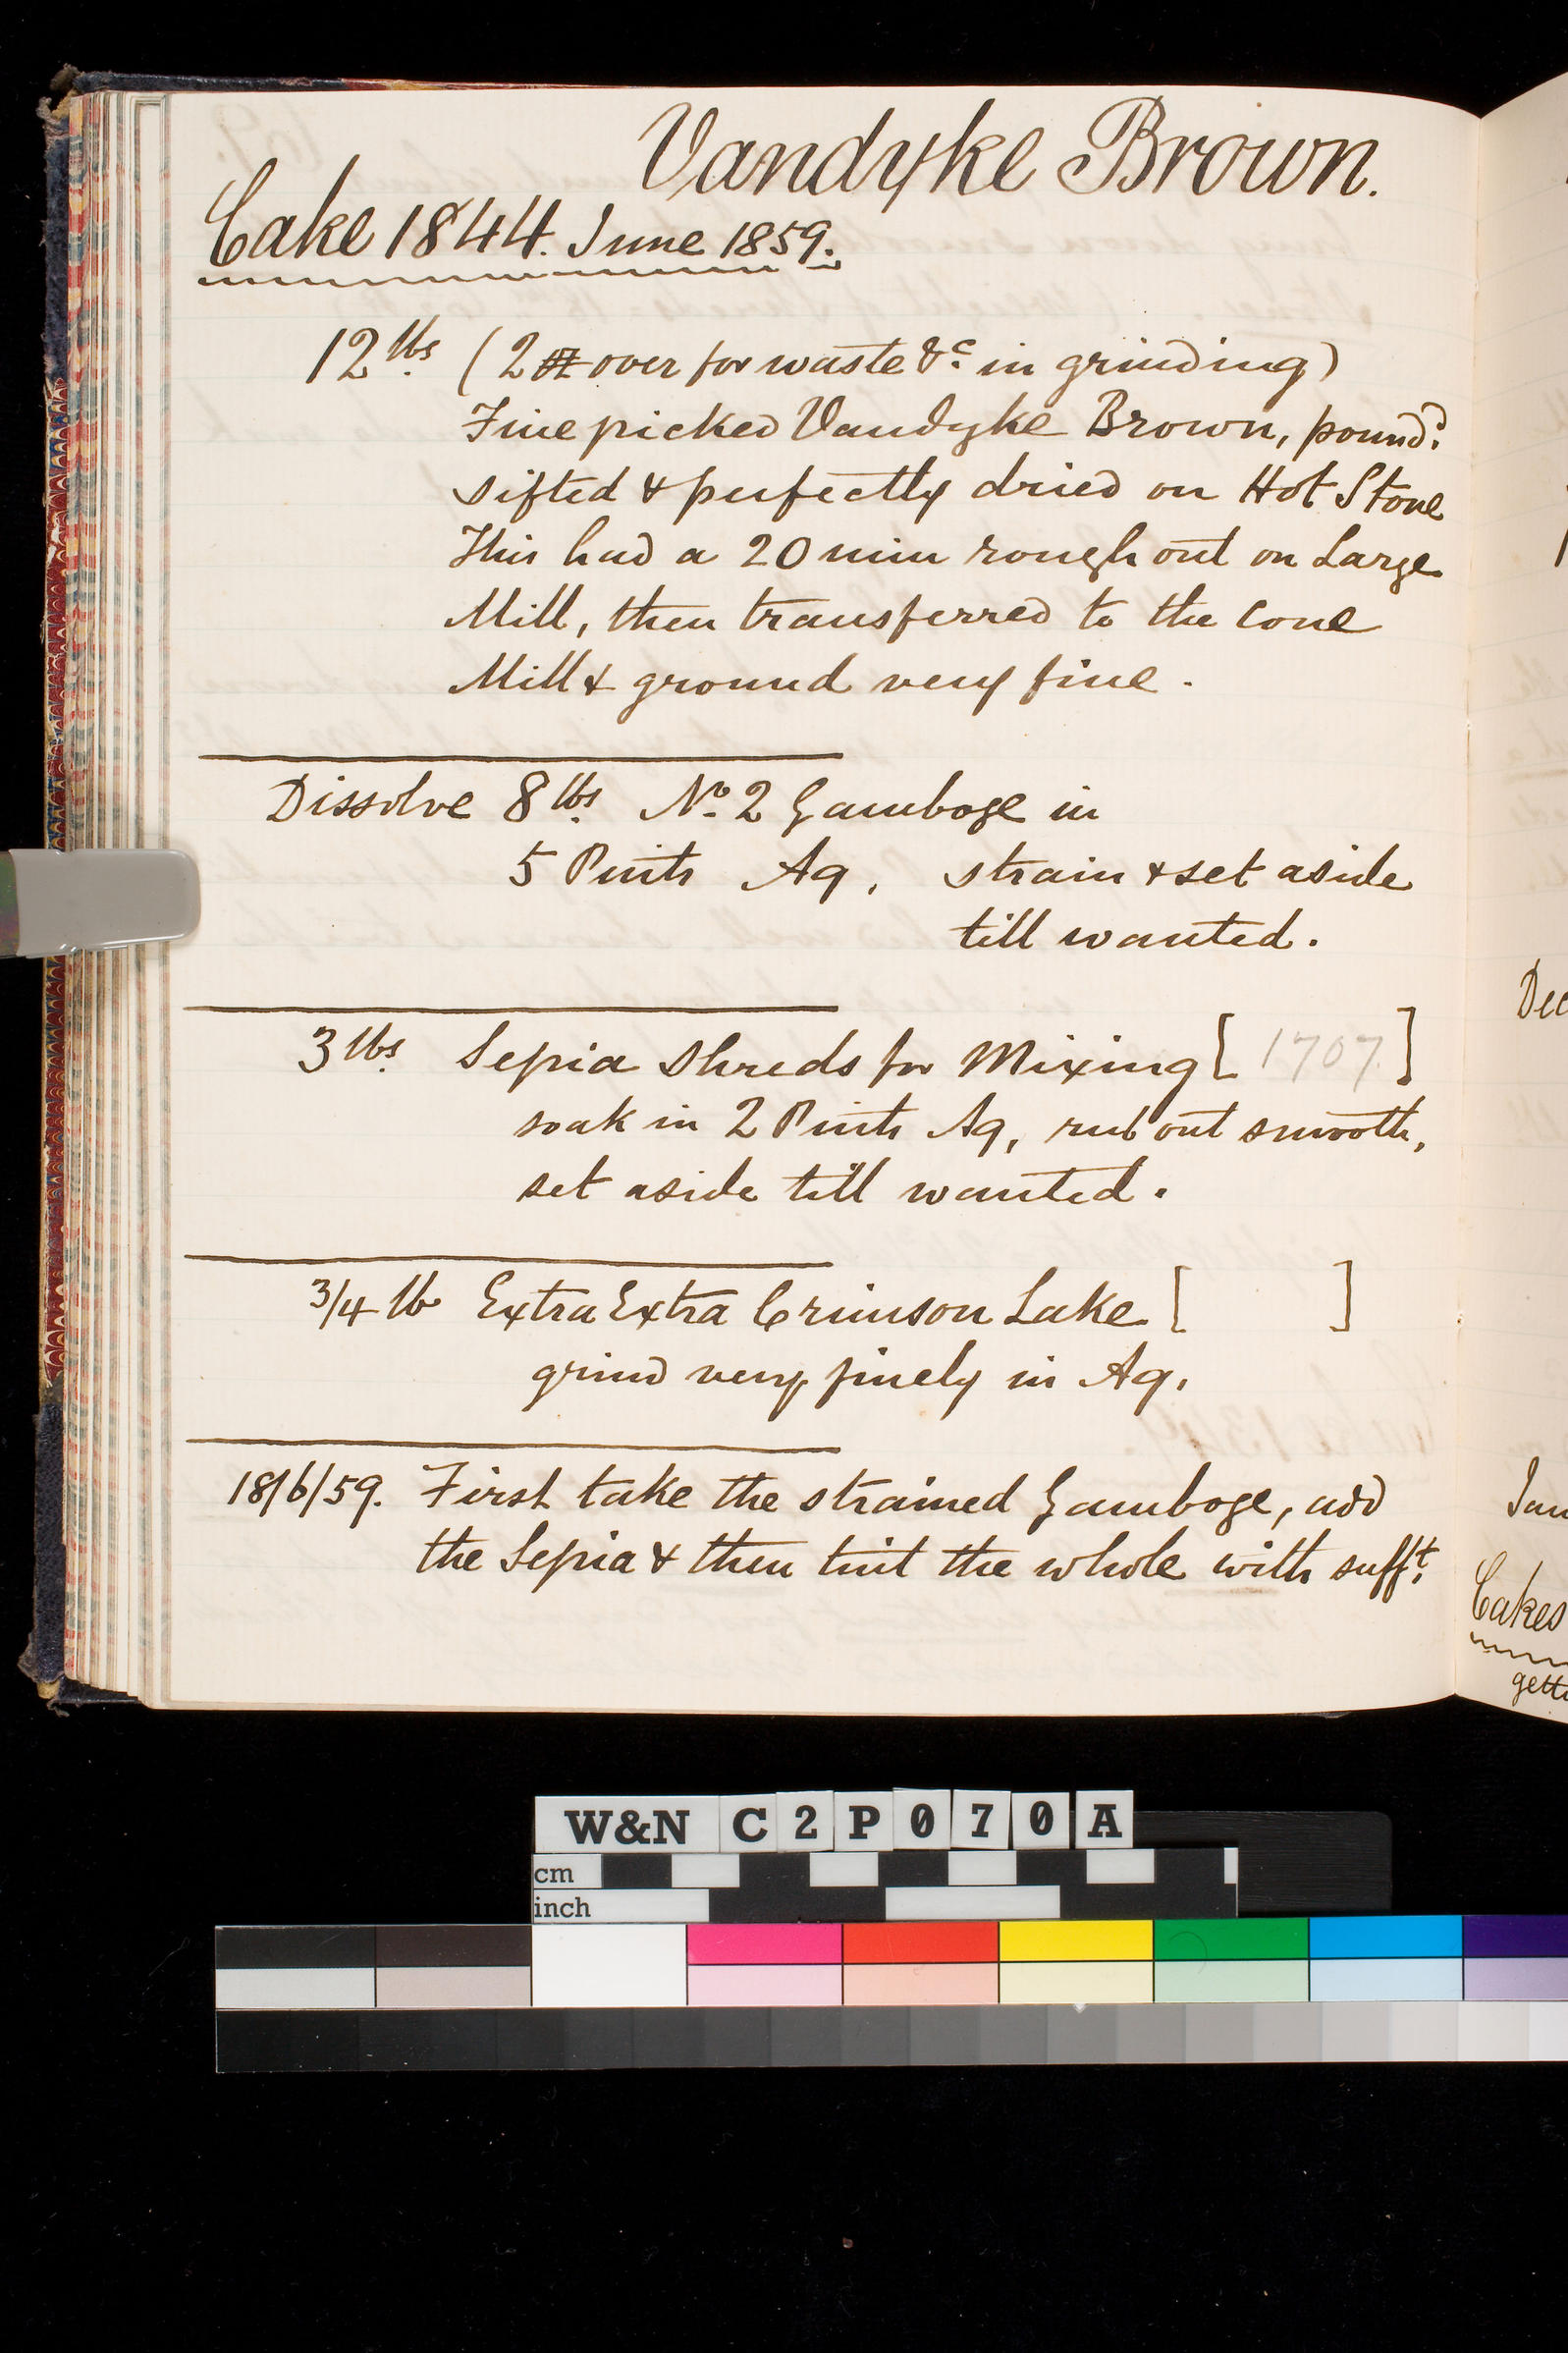 Vandyke Brown.
Cake 1844. June 1859.
12 lbs. (2 ℔ over for waste &c. in grinding)
Fine picked Vandyke Brown, pound.d
sifted & perfectly dried on Hot Stone
This had a 20 min rough out on Large
Mill, then transferred to the Cone
Mill & ground very fine.
Dissolve 8 lbs. No. 2 Gamboge in
5 Pints Aq, strain & set aside
till wanted.
3 lbs. Sepia Shreds for Mixing [1707.]
soak in 2 Pints Aq, rub out smooth,
set aside till wanted.
3/4 lb Extra Extra Crimson Lake [ ]
grind very finely in Aq,
18/6/59. First take the strained Gamboge, add
the Sepia & then tint the whole with suff.t
Dec
Jan
Cakes
gett
W&N C2P070A
cm
inch